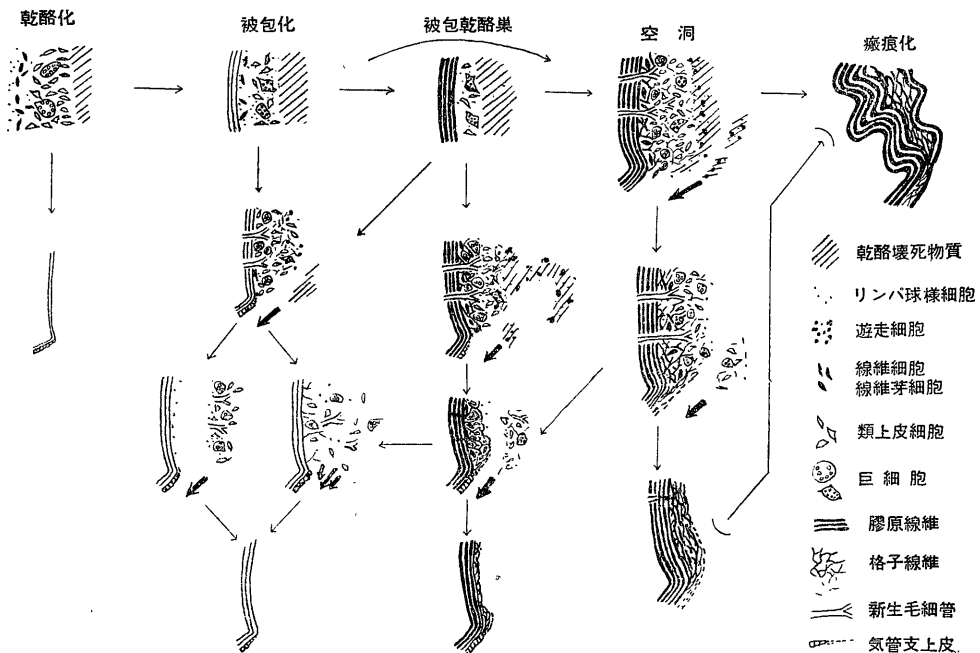 乾酪化
被包化
被包乾酪巣
空洞
瘢痕化
乾酪壊死物質
リンパ球様細胞
遊走細胞
線維細胞
線維芽細胞
類上皮細胞
巨細胞
膠原線維
格子線維
新生毛細管
気管支上皮